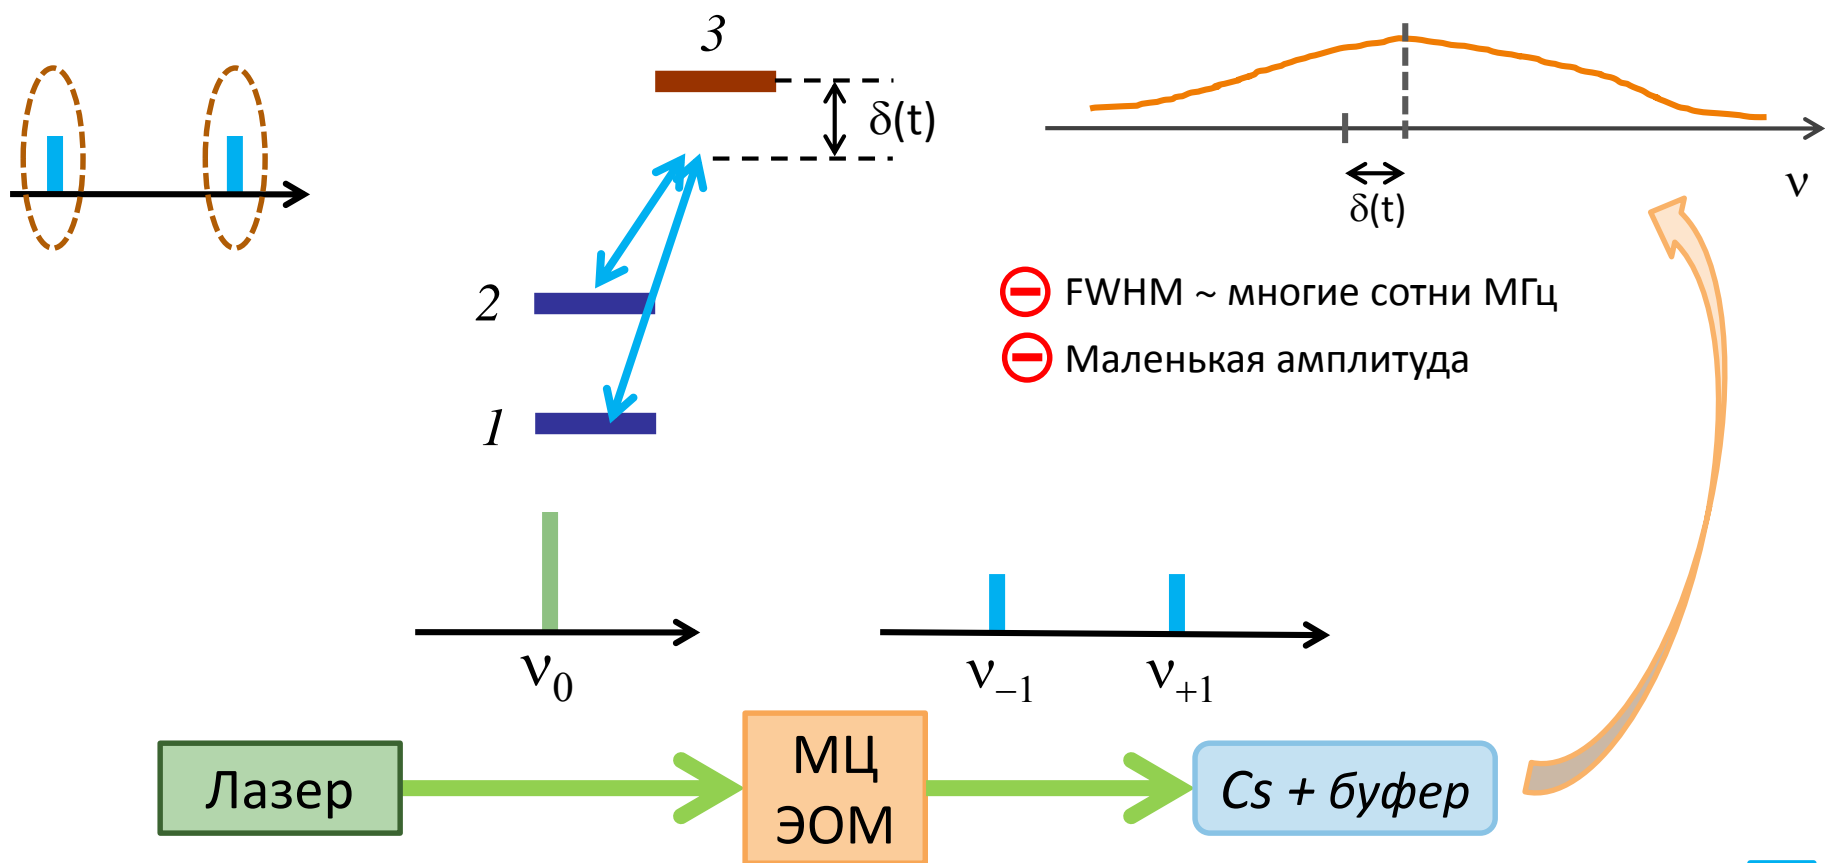 3
δ(t)
ν
δ(t)
FWHM ~ многие сотни МГц
Маленькая амплитуда
2
1
ν₀
ν₋₁
ν₊₁
Лазер
МЦ
ЭОМ
Cs + буфер